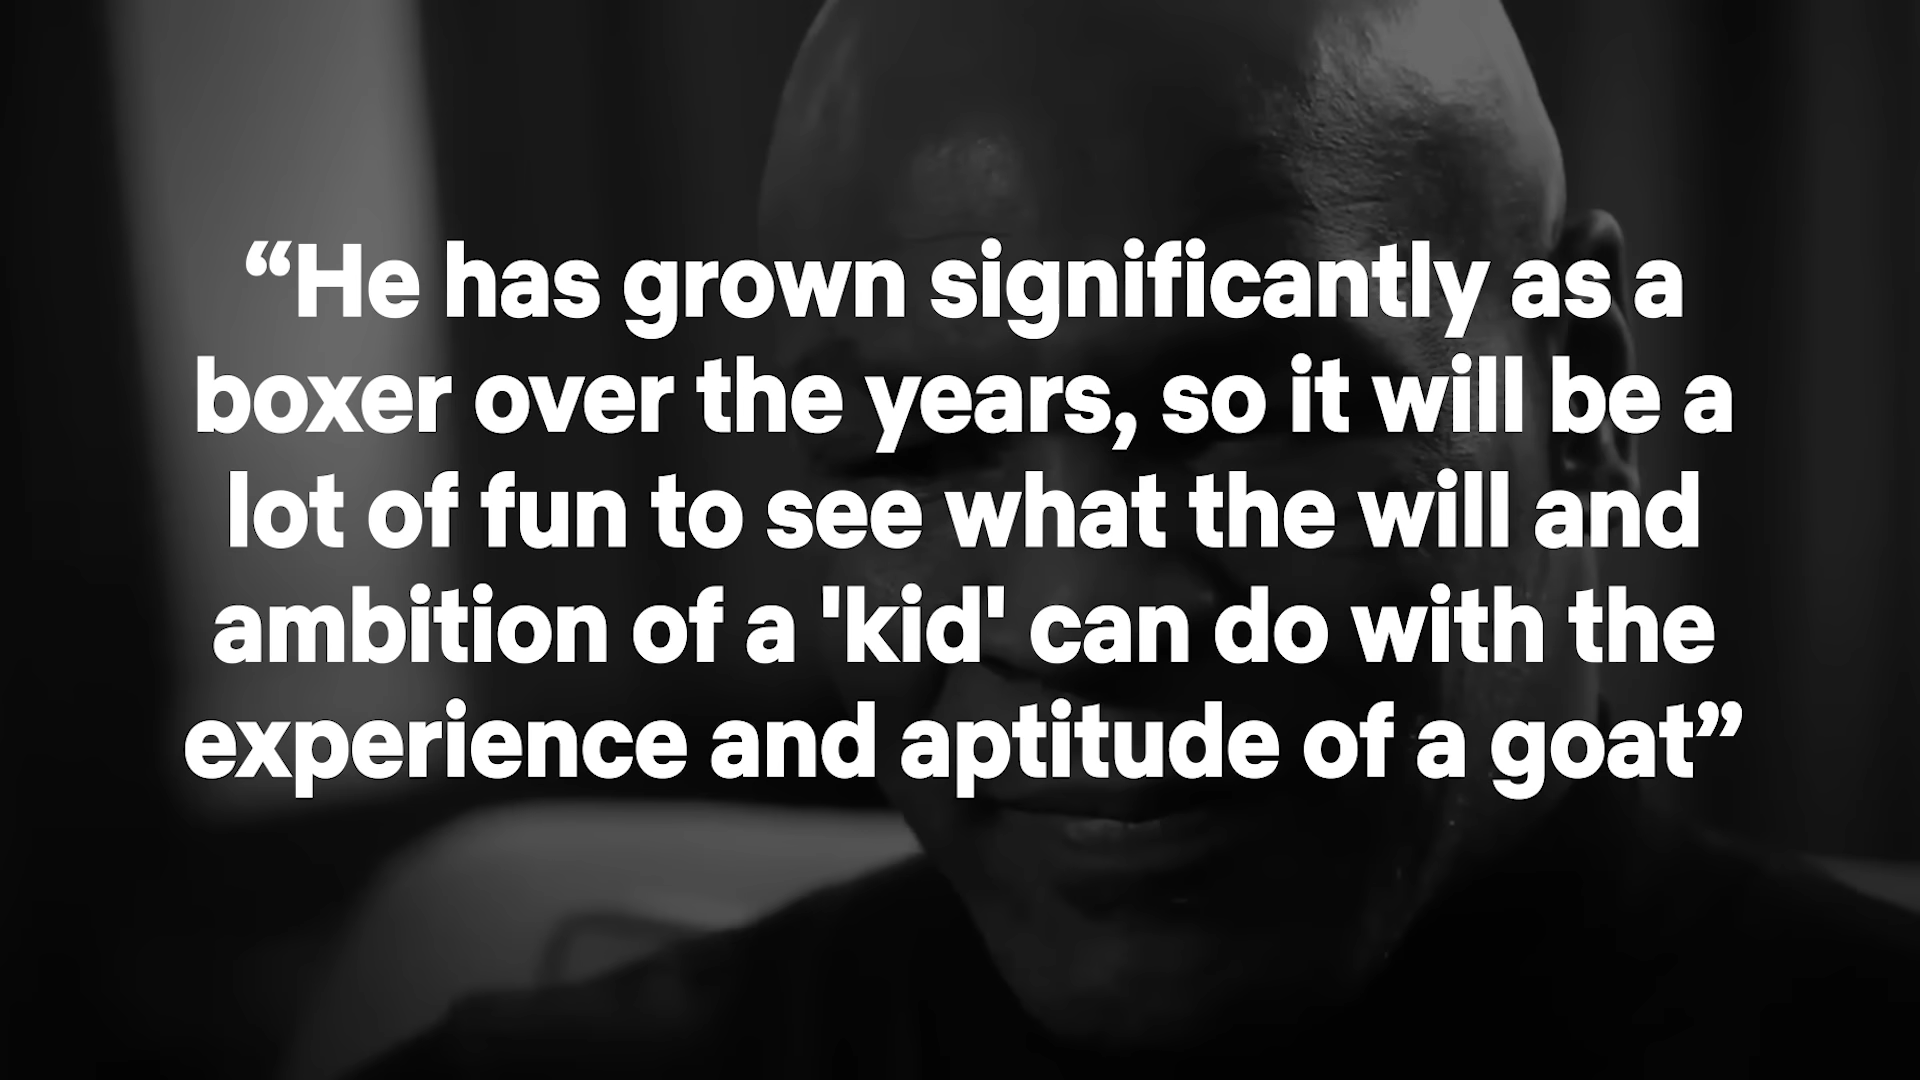 “He has grown significantly as a
boxer over the years, so it will be a
lot of fun to see what the will and
ambition of a 'kid' can do with the
experience and aptitude of a goat”